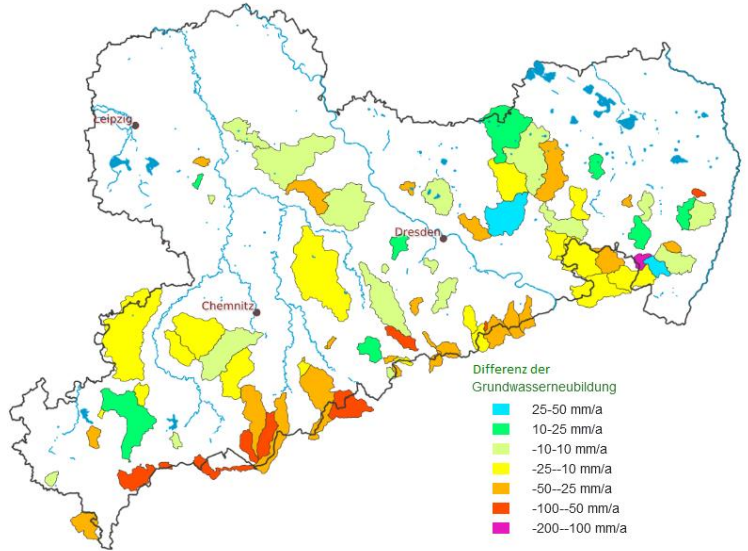 Leipzig
Dresden
Chemnitz
Differenz der
Grundwasserneubildung
25-50 mm/a
10-25 mm/a
-10-10 mm/a
-25--10 mm/a
-50--25 mm/a
-100--50 mm/a
-200--100 mm/a